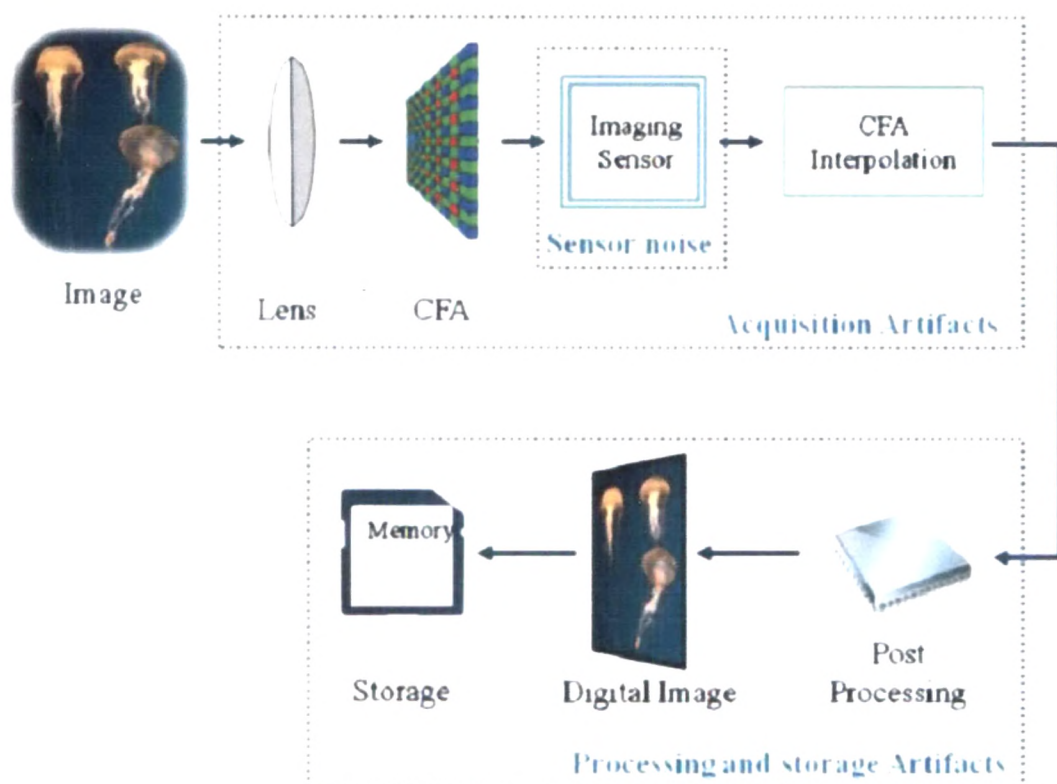 Imaging
Sensor
CFA
Interpolation
Sensor noise
Image
Lens
CFA
Acquisition Artifacts
Memory
Storage
Digital Image
Post
Processing
Processing and storage Artifacts